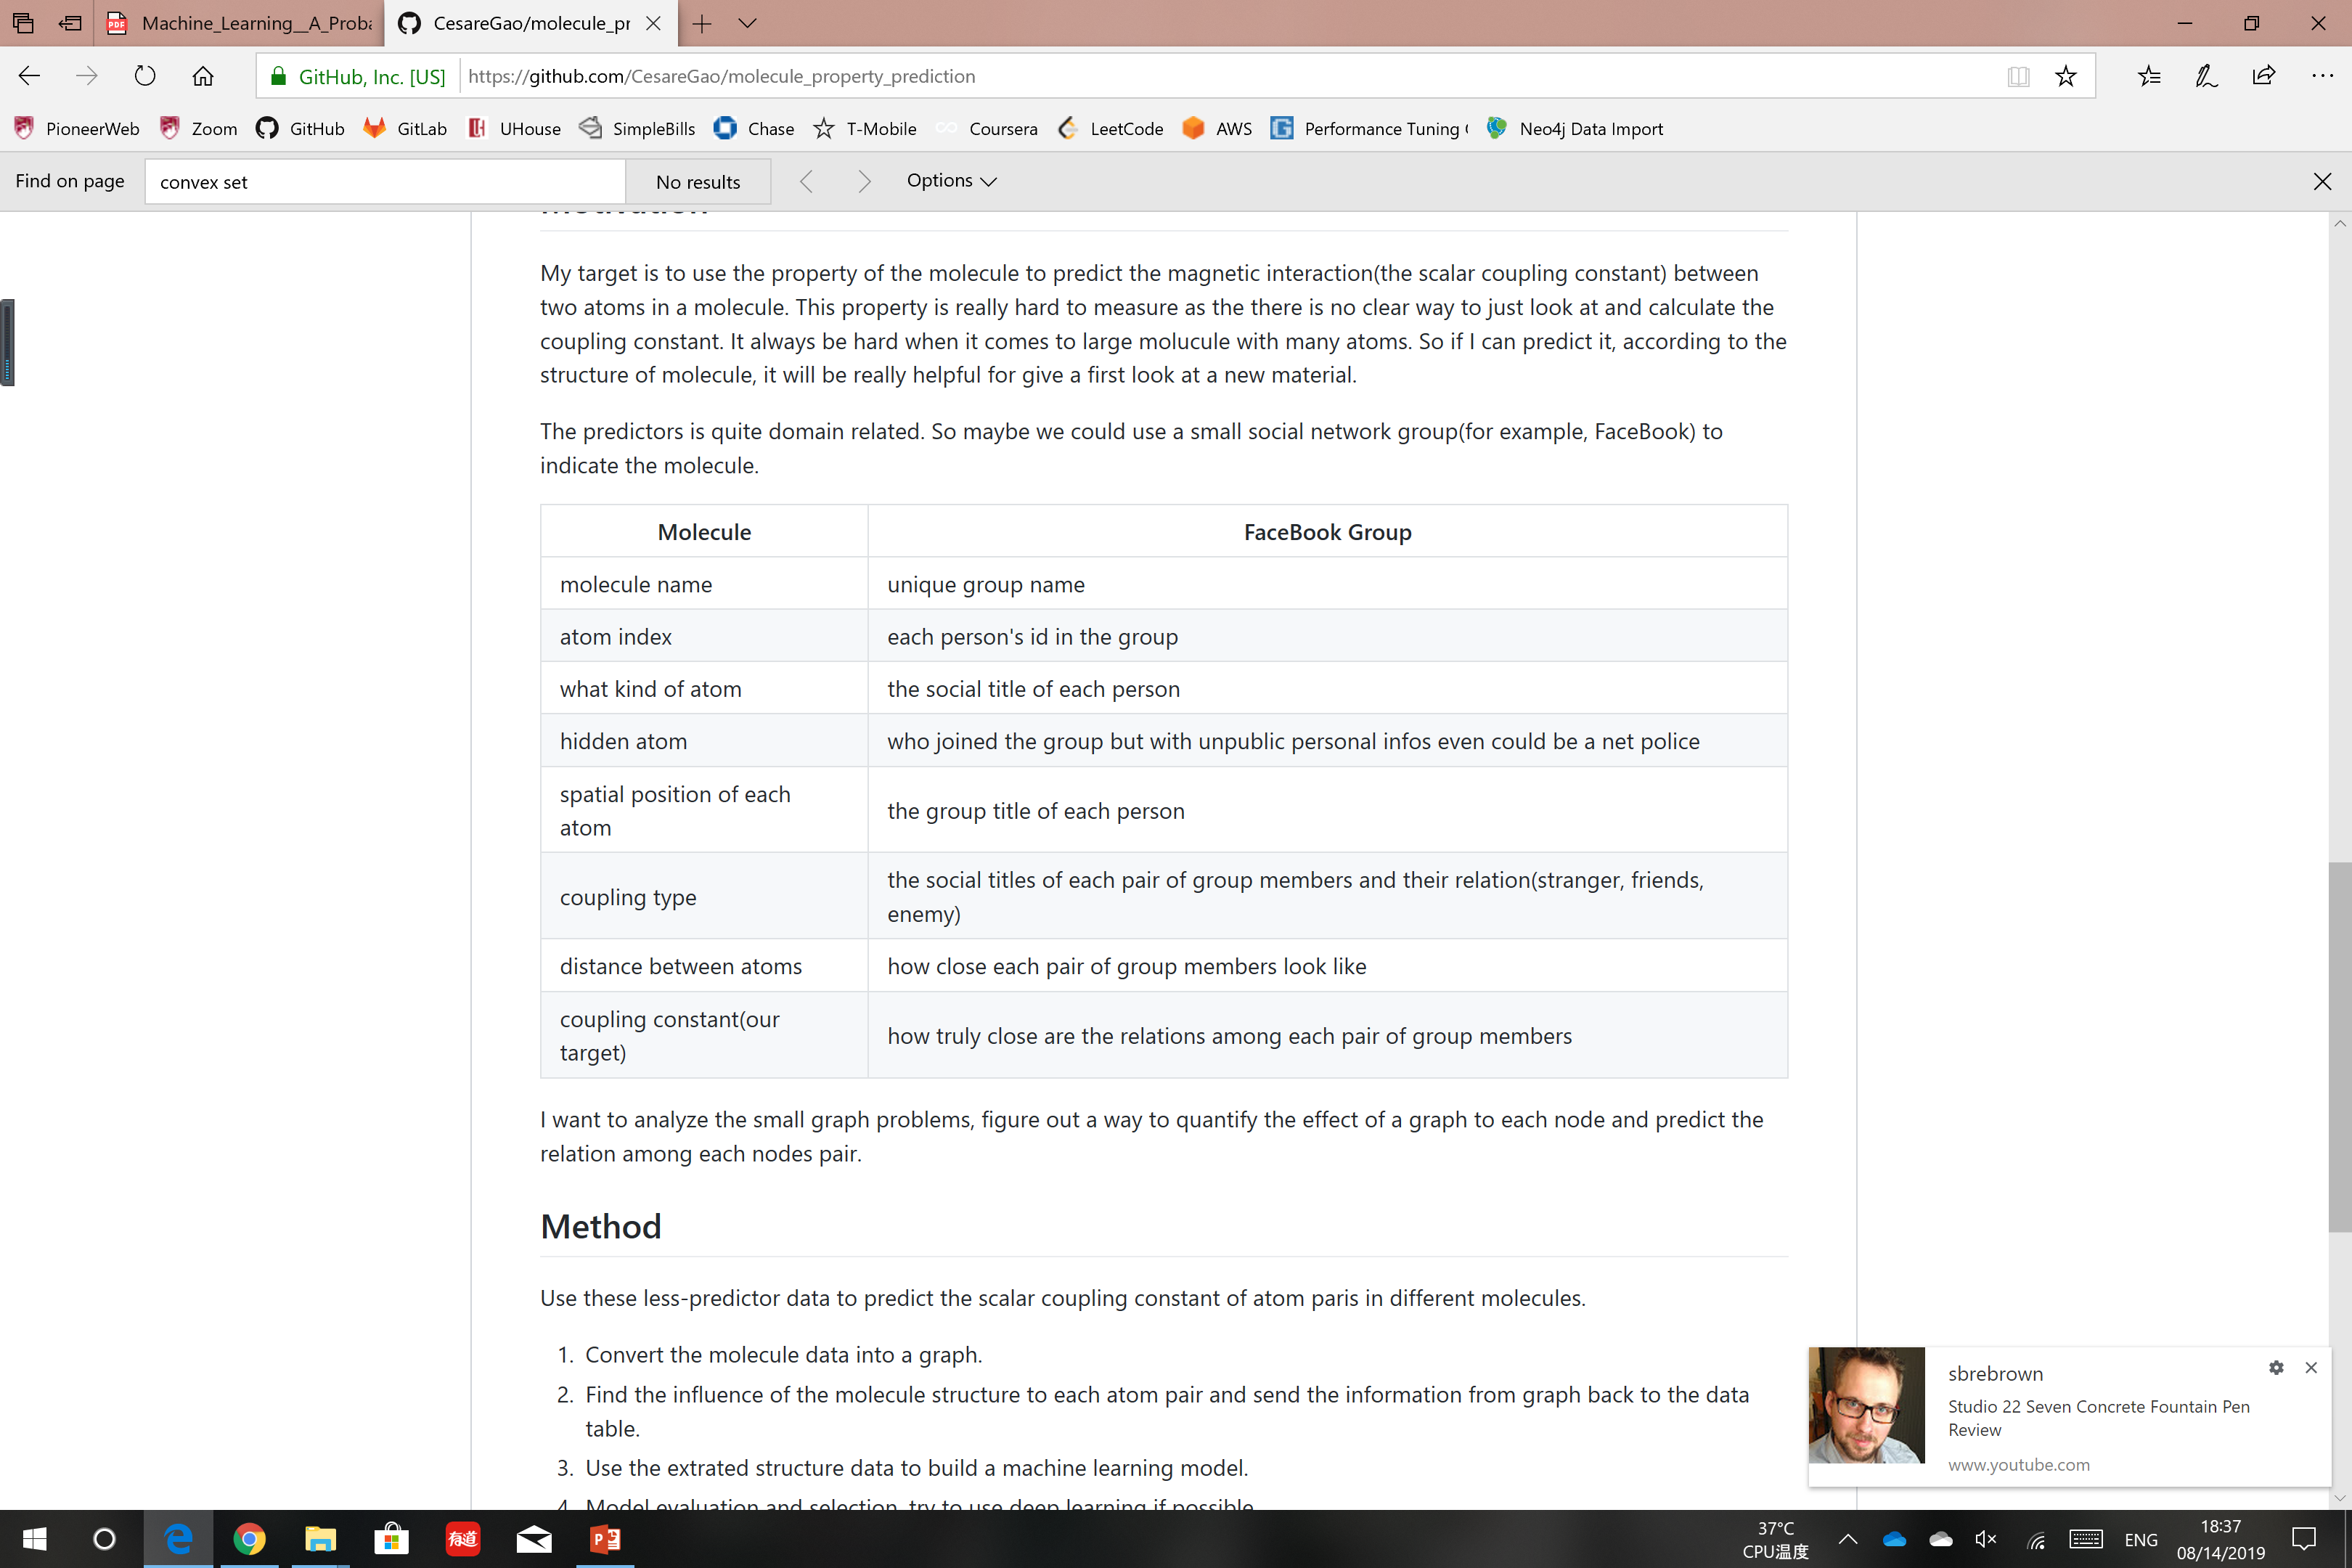 Machine_Learning__A_Proba
CesareGao/molecule_pr
GitHub, Inc. [US] https://github.com/CesareGao/molecule_property_prediction
PioneerWeb Zoom GitHub GitLab UHouse SimpleBills Chase T-Mobile Coursera LeetCode AWS Performance Tuning Neo4j Data Import
Find on page convex set No results Options
Motivation
My target is to use the property of the molecule to predict the magnetic interaction(the scalar coupling constant) between
two atoms in a molecule. This property is really hard to measure as the there is no clear way to just look at and calculate the
coupling constant. It always be hard when it comes to large molucule with many atoms. So if I can predict it, according to the
structure of molecule, it will be really helpful for give a first look at a new material.
The predictors is quite domain related. So maybe we could use a small social network group(for example, FaceBook) to
indicate the molecule.
Molecule FaceBook Group
molecule name unique group name
atom index each person's id in the group
what kind of atom the social title of each person
hidden atom who joined the group but with unpublic personal infos even could be a net police
spatial position of each
atom
the group title of each person
coupling type
the social titles of each pair of group members and their relation(stranger, friends,
enemy)
distance between atoms how close each pair of group members look like
coupling constant(our
target)
how truly close are the relations among each pair of group members
I want to analyze the small graph problems, figure out a way to quantify the effect of a graph to each node and predict the
relation among each nodes pair.
Method
Use these less-predictor data to predict the scalar coupling constant of atom paris in different molecules.
1. Convert the molecule data into a graph.
2. Find the influence of the molecule structure to each atom pair and send the information from graph back to the data
table.
3. Use the extrated structure data to build a machine learning model.
4. Model evaluation and selection, try to use deep learning if possible
sbrebrown
Studio 22 Seven Concrete Fountain Pen
Review
www.youtube.com
有道
37°C
CPU温度
ENG
18:37
08/14/2019